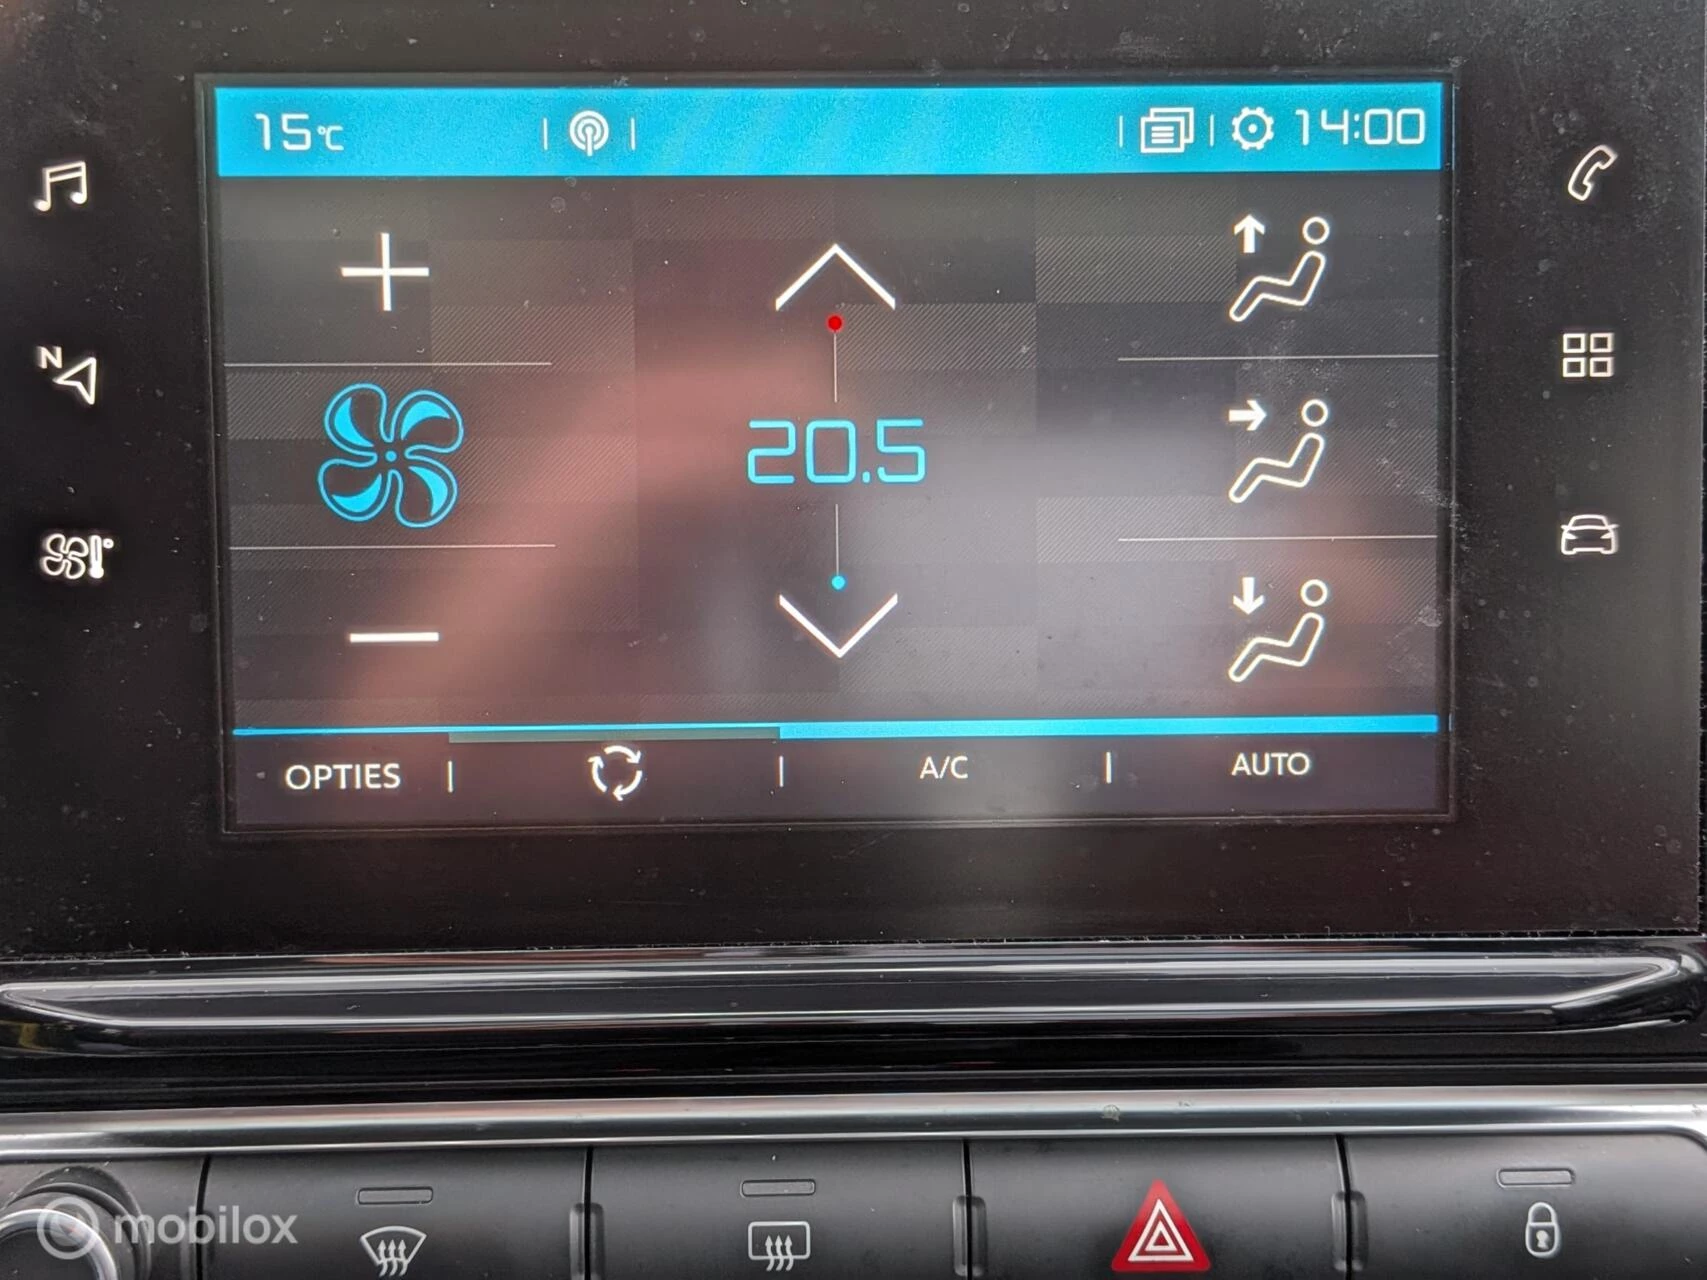 15°C
14:00
N
20.5
OPTIES
A/C
AUTO
mobilox